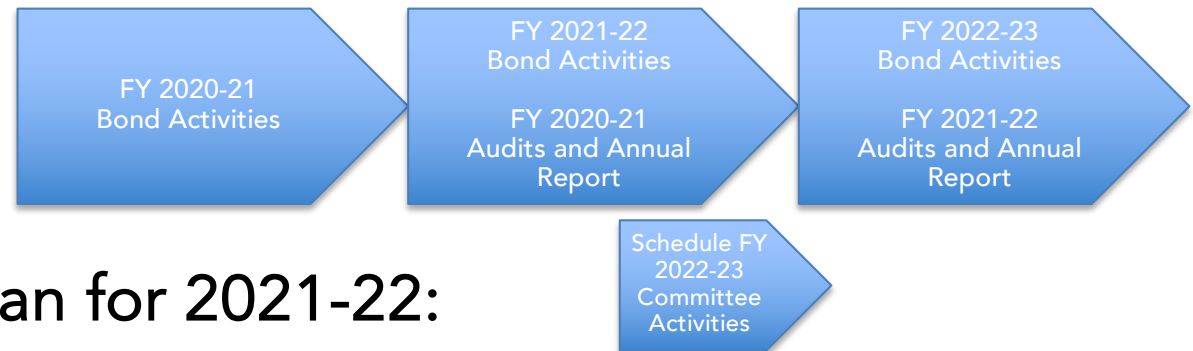 FY 2020-21
Bond Activities
FY 2021-22
Bond Activities
FY 2020-21
Audits and Annual
Report
FY 2022-23
Bond Activities
FY 2021-22
Audits and Annual
Report
Schedule FY
2022-23
Committee
Activities
an for 2021-22: